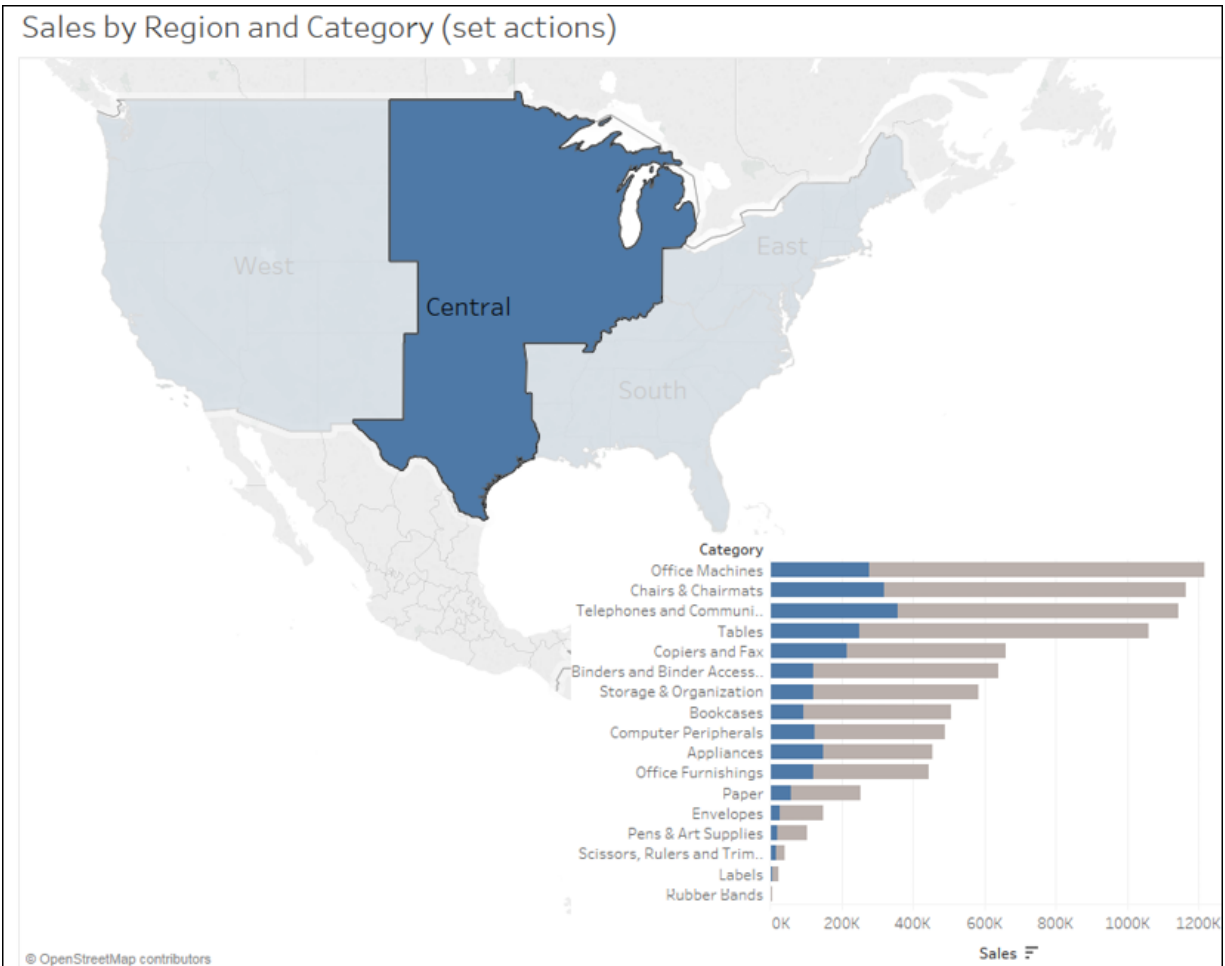 Sales by Region and Category (set actions)
West
East
Central
South
Category
Office Machines
Chairs & Chairmats
Telephones and Communi..
Tables
Copiers and Fax
Binders and Binder Access..
Storage & Organization
Bookcases
Computer Peripherals
Appliances
Office Furnishings
Paper
Envelopes
Pens & Art Supplies
Scissors, Rulers and Trim..
Labels
Rubber Bands
0K 200K 400K 600K 800K 1000K 1200K
Sales
© OpenStreetMap contributors